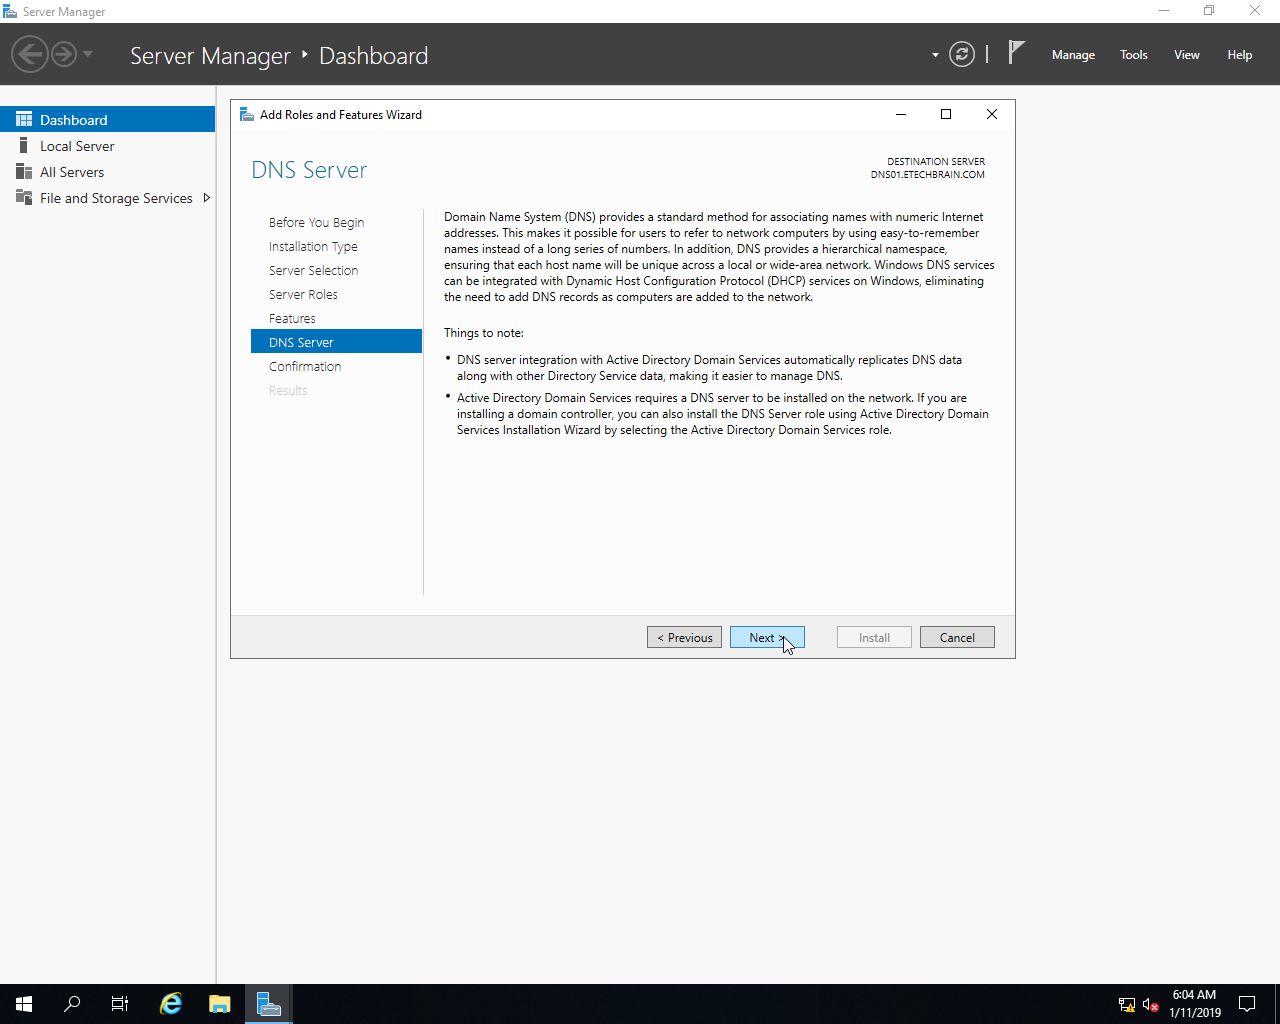 Server Manager
Server Manager ‣ Dashboard
Manage Tools View Help
Dashboard
Local Server
All Servers
File and Storage Services
Add Roles and Features Wizard
DNS Server
DESTINATION SERVER
DNS01.ETECHBRAIN.COM
Before You Begin
Installation Type
Server Selection
Server Roles
Features
DNS Server
Confirmation
Results
Domain Name System (DNS) provides a standard method for associating names with numeric Internet
addresses. This makes it possible for users to refer to network computers by using easy-to-remember
names instead of a long series of numbers. In addition, DNS provides a hierarchical namespace,
ensuring that each host name will be unique across a local or wide-area network. Windows DNS services
can be integrated with Dynamic Host Configuration Protocol (DHCP) services on Windows, eliminating
the need to add DNS records as computers are added to the network.
Things to note:
• DNS server integration with Active Directory Domain Services automatically replicates DNS data
along with other Directory Service data, making it easier to manage DNS.
• Active Directory Domain Services requires a DNS server to be installed on the network. If you are
installing a domain controller, you can also install the DNS Server role using Active Directory Domain
Services Installation Wizard by selecting the Active Directory Domain Services role.
< Previous Next > Install Cancel
6:04 AM
1/11/2019